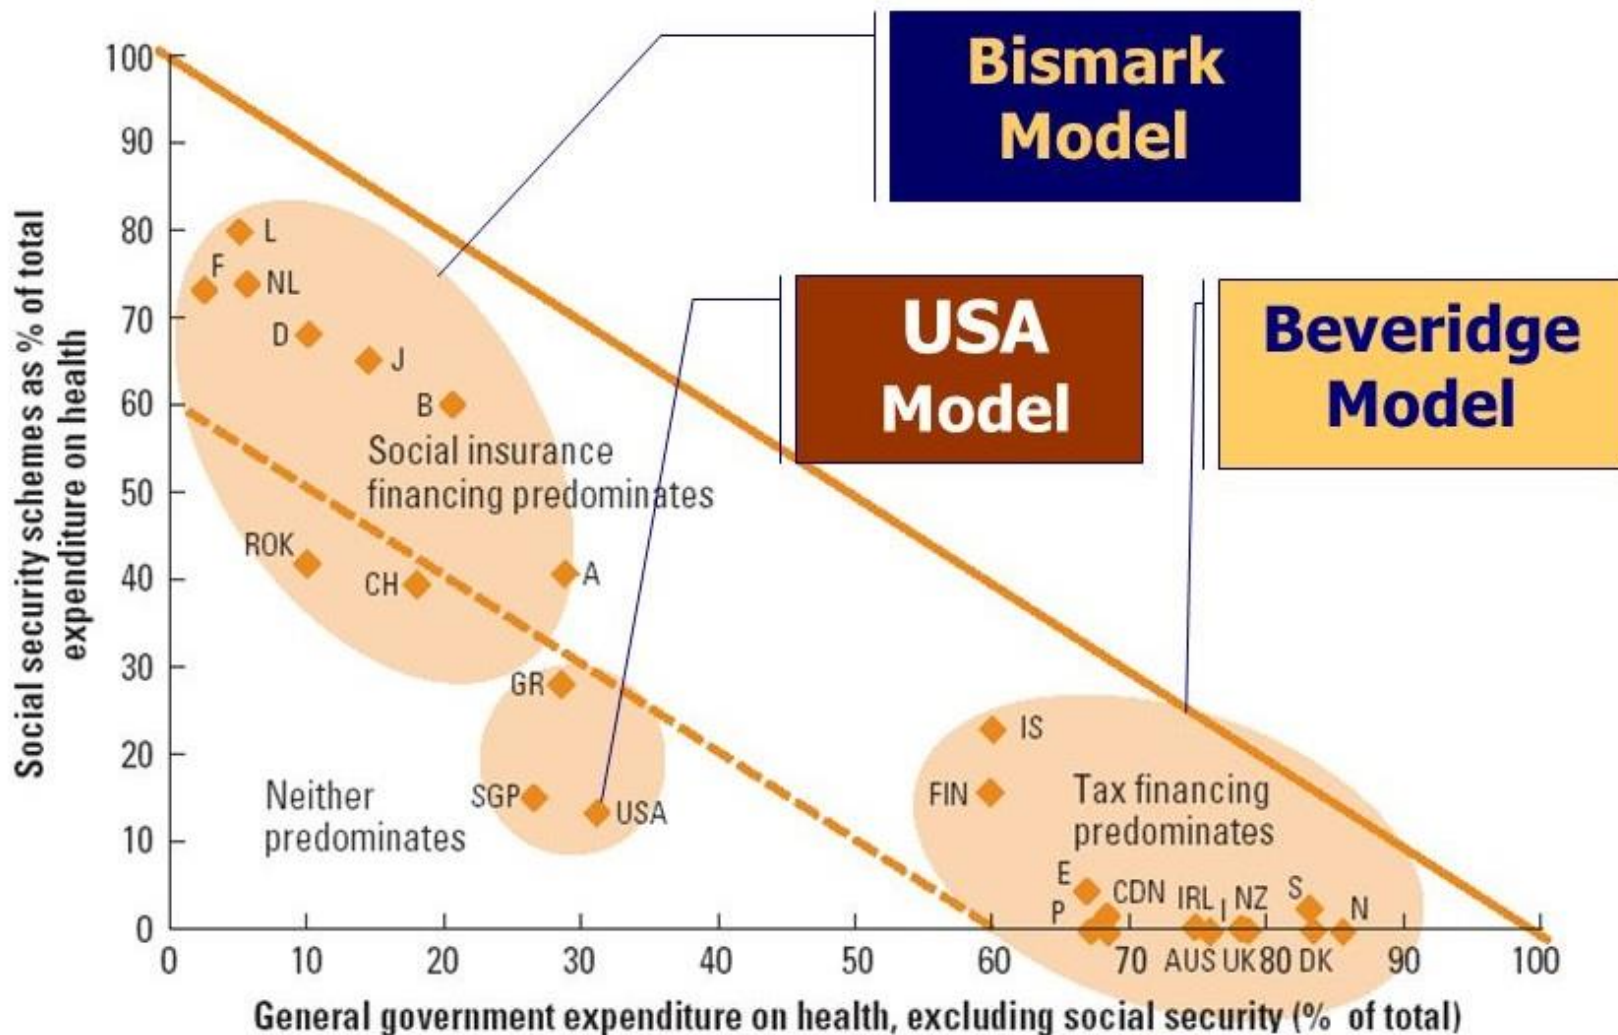 Bismark
Model
USA
Model
Beveridge
Model
Social security schemes as % of total
expenditure on health
100
90
80
70
60
50
40
30
20
10
0
L
F
NL
D
J
B
Social insurance
financing predominates
ROK
CH
A
GR
SGP
USA
Neither
predominates
IS
FIN
Tax financing
predominates
E
CDN
IRL
I
NZ
S
N
P
AUS
UK
DK
0
10
20
30
40
50
60
70
80
90
100
General government expenditure on health, excluding social security (% of total)